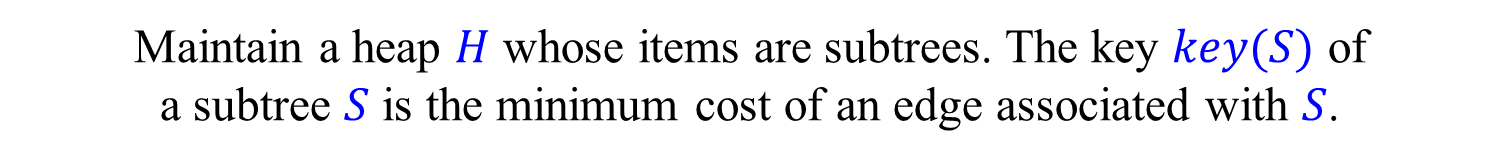 Maintain a heap H whose items are subtrees. The key key(S) of
a subtree S is the minimum cost of an edge associated with S.